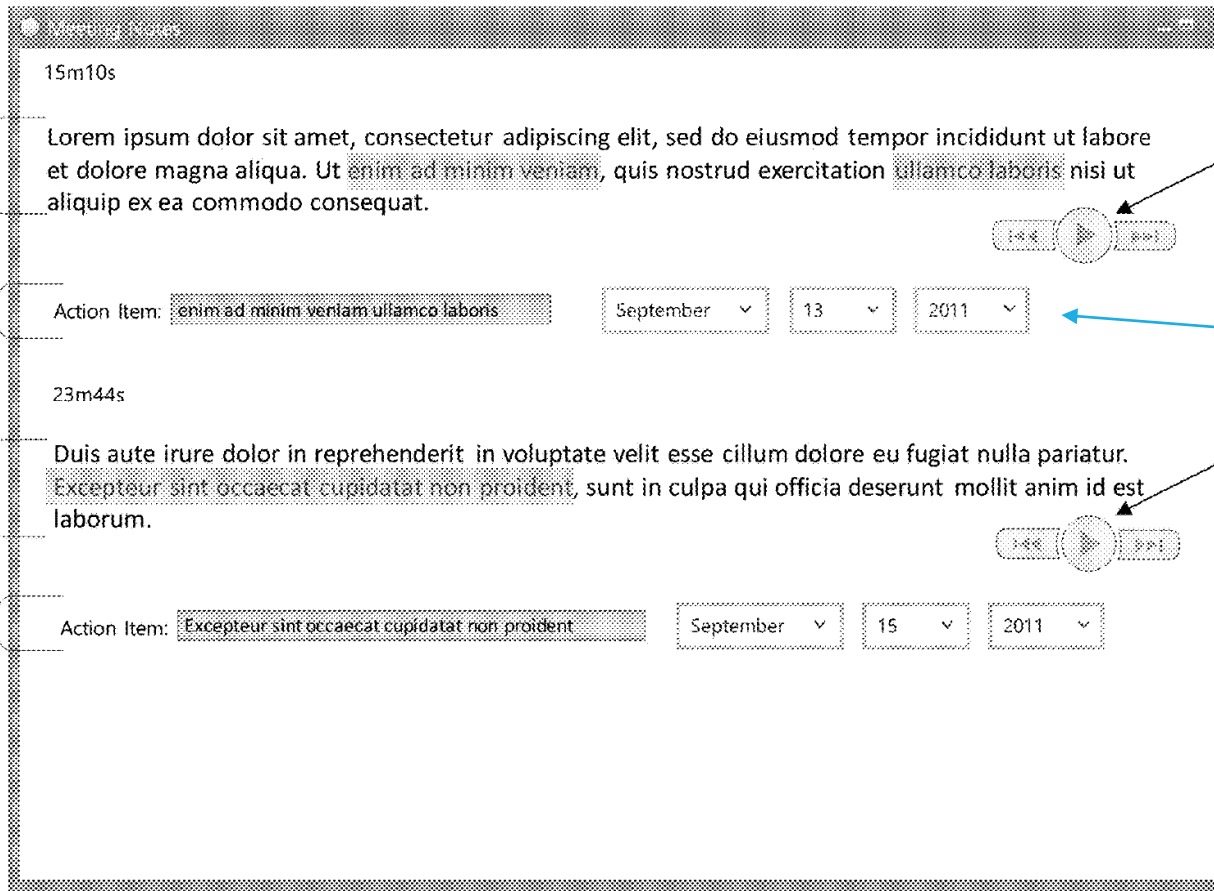 Meeting Notes
15m10s
Lorem ipsum dolor sit amet, consectetur adipiscing elit, sed do eiusmod tempor incididunt ut labore
et dolore magna aliqua. Ut enim ad minim veniam, quis nostrud exercitation ullamco laboris nisi ut
aliquip ex ea commodo consequat.
Action Item: enim ad minim veniam ullamco laboris September 13 2011
23m44s
Duis aute irure dolor in reprehenderit in voluptate velit esse cillum dolore eu fugiat nulla pariatur.
Excepteur sint occaecat cupidatat non proident, sunt in culpa qui officia deserunt mollit anim id est
laborum.
Action Item: Excepteur sint occaecat cupidatat non proident September 15 2011